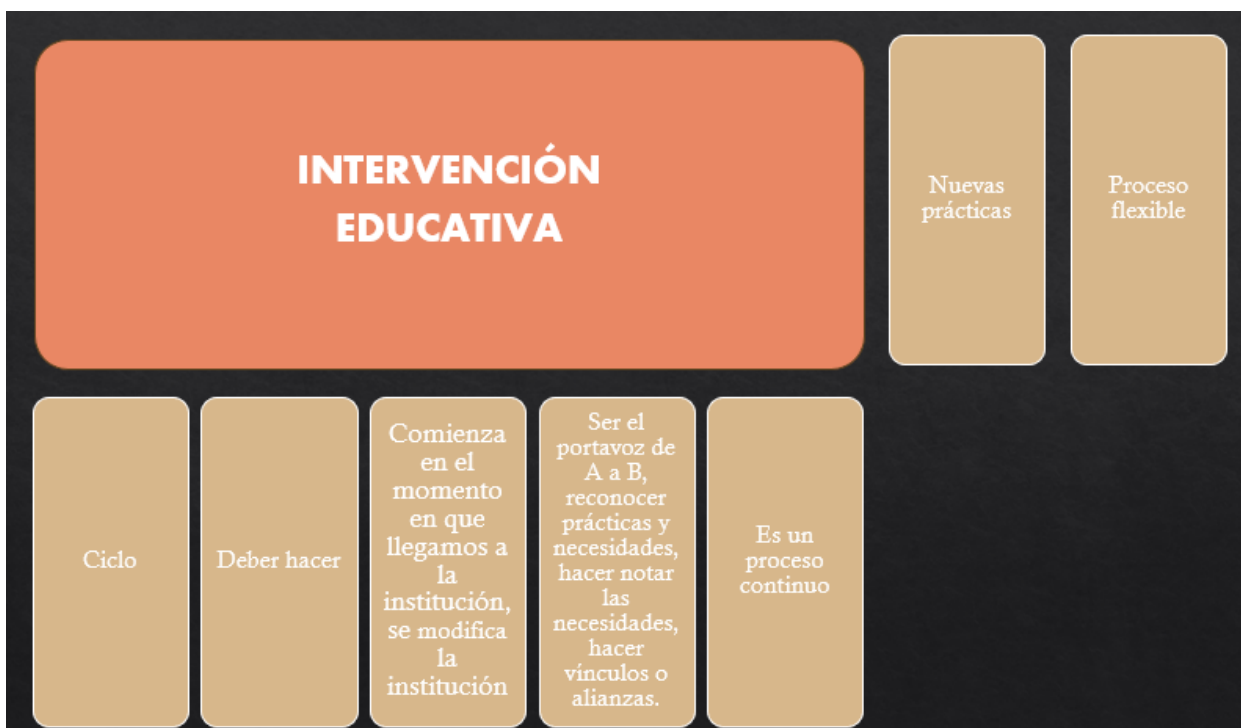 INTERVENCIÓN
EDUCATIVA
Nuevas
prácticas
Proceso
flexible
Ciclo
Deber hacer
Comienza
en el
momento
en que
llegamos a
la
institución,
se modifica
la
institución
Ser el
portavoz de
A a B,
reconocer
prácticas y
necesidades,
hacer notar
las
necesidades,
hacer
vínculos o
alianzas.
Es un
proceso
continuo